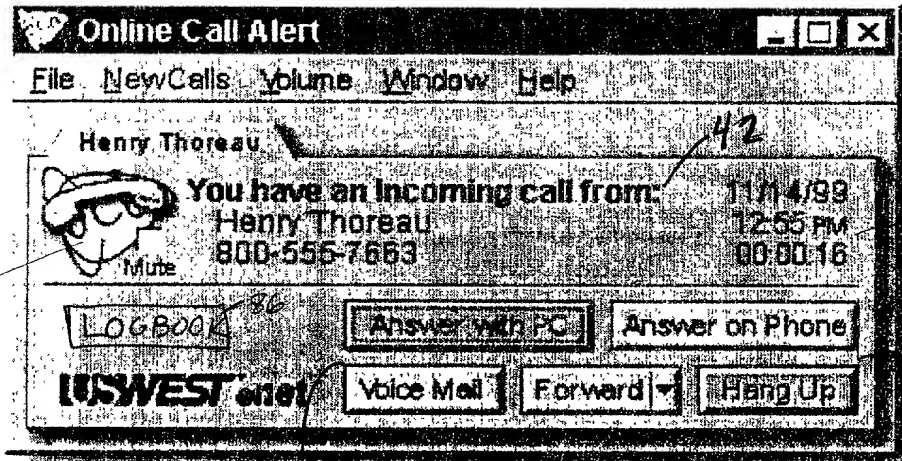 Online Call Alert
File NewCalls Volume Window Help
Henry Thoreau
42
You have an incoming call from: 11/14/99
Henry Thoreau 12:55 PM
800-555-7663 00:00:16
Mute
LOGBOOK 86
Answer with PC Answer on Phone
USWEST .net Voice Mail Forward Hang Up